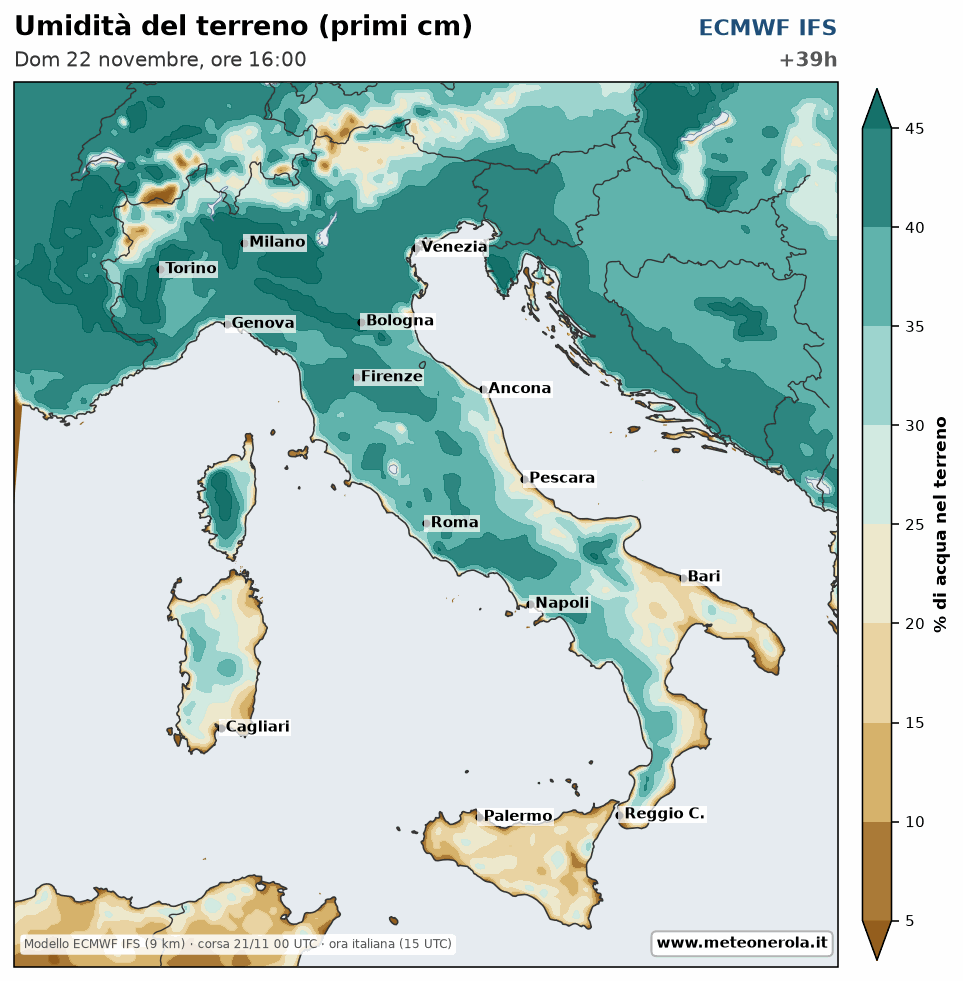 Umidità del terreno (primi cm)
ECMWF IFS
Dom 22 novembre, ore 16:00
+39h
45
40
35
30
25
20
15
10
5
% di acqua nel terreno
Milano
Venezia
Torino
Genova
Bologna
Firenze
Ancona
Pescara
Roma
Bari
Napoli
Cagliari
Palermo
Reggio C.
Modello ECMWF IFS (9 km) · corsa 21/11 00 UTC · ora italiana (15 UTC)
www.meteonerola.it